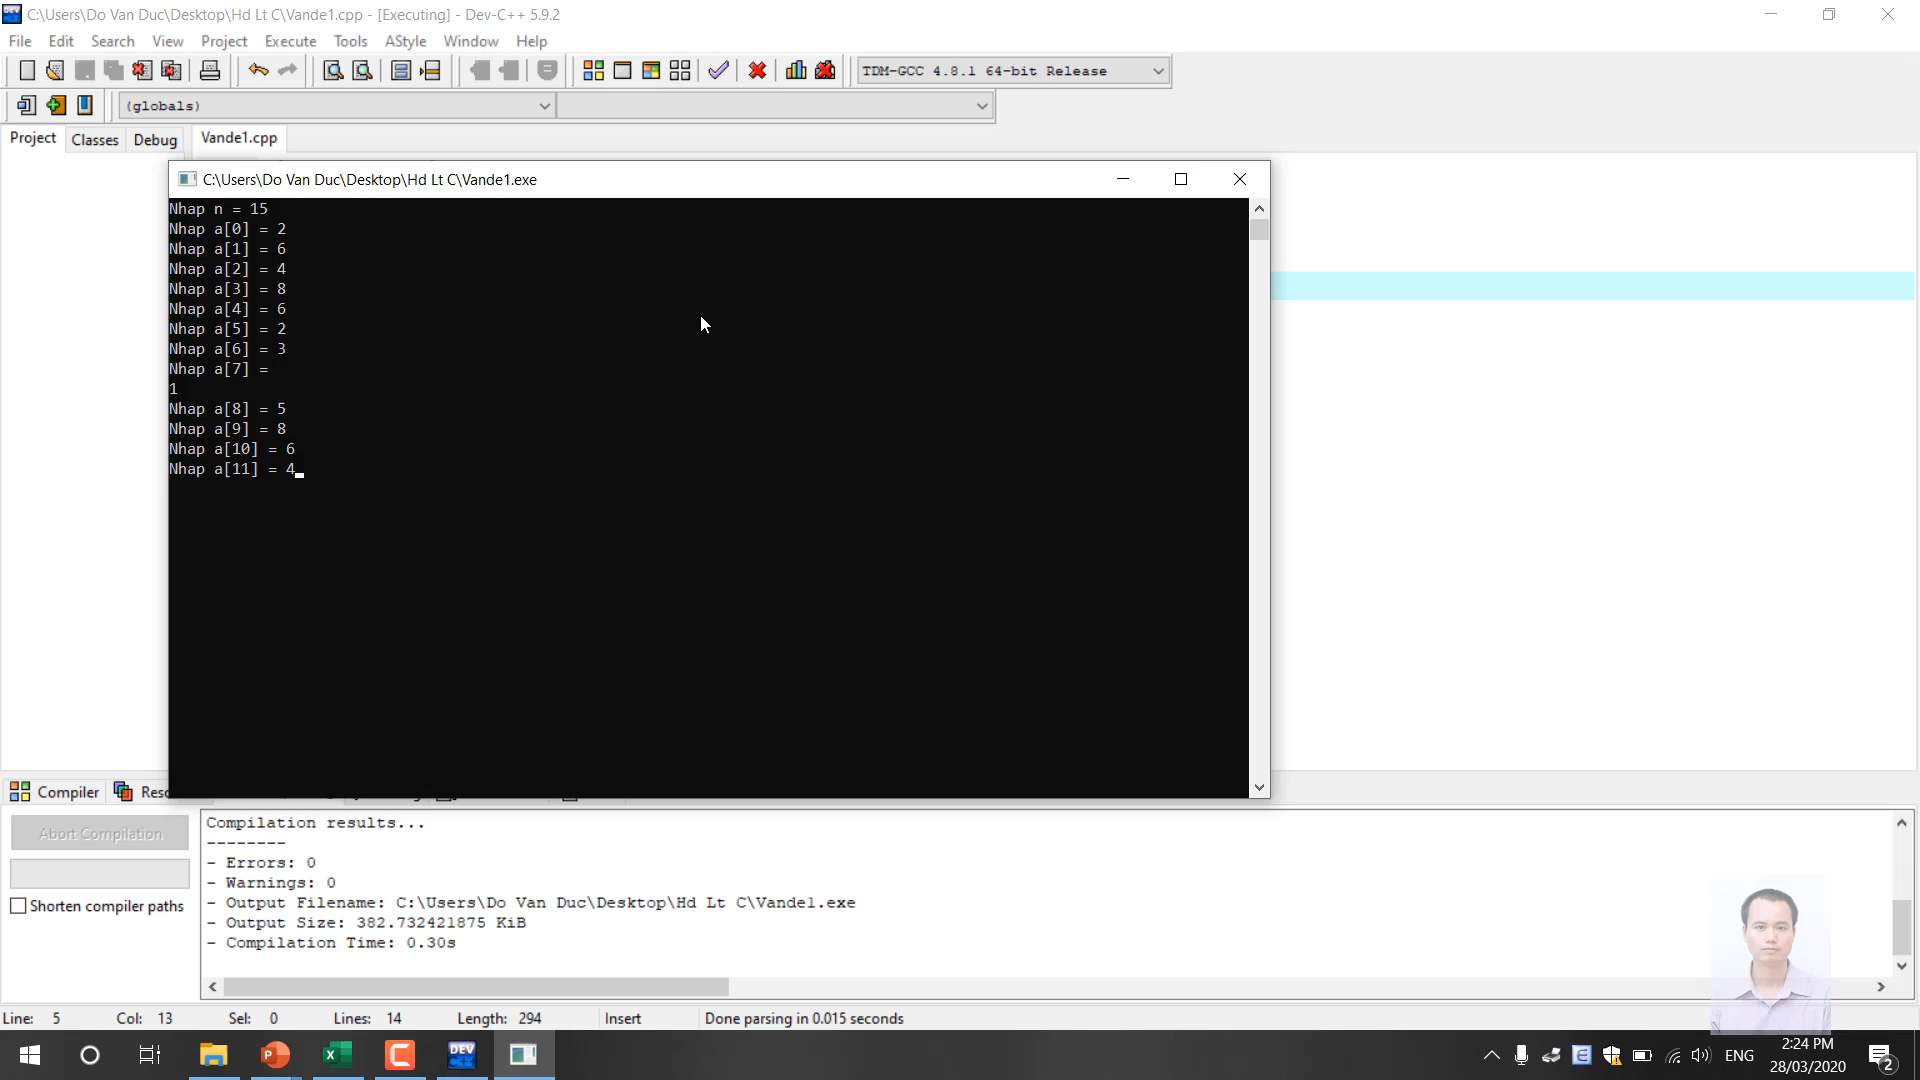 C:\Users\Do Van Duc\Desktop\Hd Lt C\Vande1.cpp - [Executing] - Dev-C++ 5.9.2
File Edit Search View Project Execute Tools AStyle Window Help
TDM-GCC 4.8.1 64-bit Release
(globals)
Project Classes Debug Vande1.cpp
C:\Users\Do Van Duc\Desktop\Hd Lt C\Vande1.exe
Nhap n = 15
Nhap a[0] = 2
Nhap a[1] = 6
Nhap a[2] = 4
Nhap a[3] = 8
Nhap a[4] = 6
Nhap a[5] = 2
Nhap a[6] = 3
Nhap a[7] =
1
Nhap a[8] = 5
Nhap a[9] = 8
Nhap a[10] = 6
Nhap a[11] = 4
Compiler
Abort Compilation
Shorten compiler paths
Compilation results...
--------
- Errors: 0
- Warnings: 0
- Output Filename: C:\Users\Do Van Duc\Desktop\Hd Lt C\Vande1.exe
- Output Size: 382.732421875 KiB
- Compilation Time: 0.30s
Line: 5 Col: 13 Sel: 0 Lines: 14 Length: 294 Insert Done parsing in 0.015 seconds
DEV
ENG
2:24 PM
28/03/2020
2